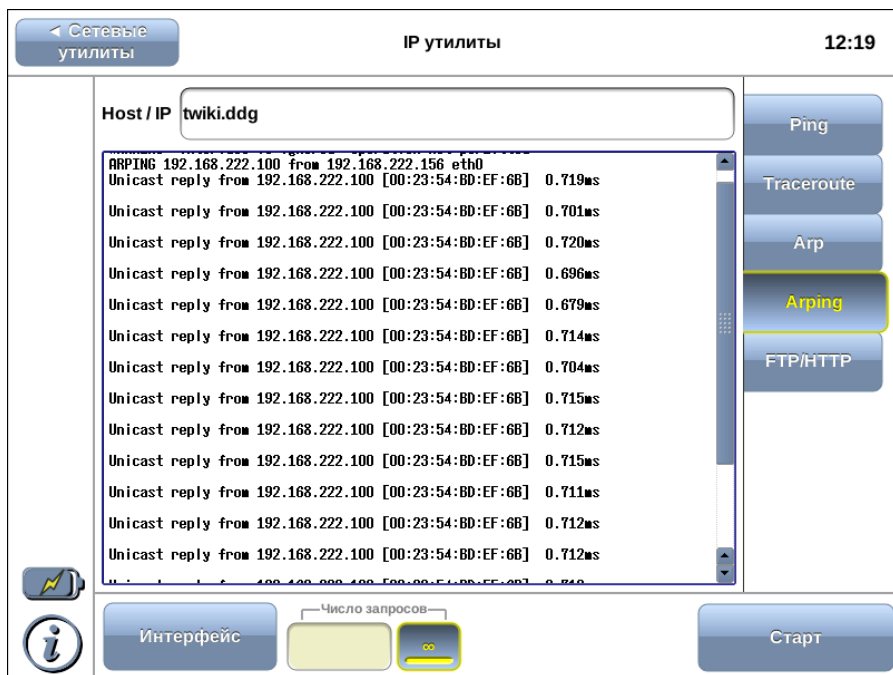 ◄ Сетевые
утилиты
IP утилиты
12:19
Host / IP
twiki.ddg
ARPING 192.168.222.100 from 192.168.222.156 eth0
Unicast reply from 192.168.222.100 [00:23:54:BD:EF:6B] 0.719ms
Unicast reply from 192.168.222.100 [00:23:54:BD:EF:6B] 0.701ms
Unicast reply from 192.168.222.100 [00:23:54:BD:EF:6B] 0.720ms
Unicast reply from 192.168.222.100 [00:23:54:BD:EF:6B] 0.696ms
Unicast reply from 192.168.222.100 [00:23:54:BD:EF:6B] 0.679ms
Unicast reply from 192.168.222.100 [00:23:54:BD:EF:6B] 0.714ms
Unicast reply from 192.168.222.100 [00:23:54:BD:EF:6B] 0.704ms
Unicast reply from 192.168.222.100 [00:23:54:BD:EF:6B] 0.715ms
Unicast reply from 192.168.222.100 [00:23:54:BD:EF:6B] 0.712ms
Unicast reply from 192.168.222.100 [00:23:54:BD:EF:6B] 0.715ms
Unicast reply from 192.168.222.100 [00:23:54:BD:EF:6B] 0.711ms
Unicast reply from 192.168.222.100 [00:23:54:BD:EF:6B] 0.712ms
Unicast reply from 192.168.222.100 [00:23:54:BD:EF:6B] 0.712ms
Ping
Traceroute
Arp
Arping
FTP/HTTP
i
Интерфейс
Число запросов
∞
Старт